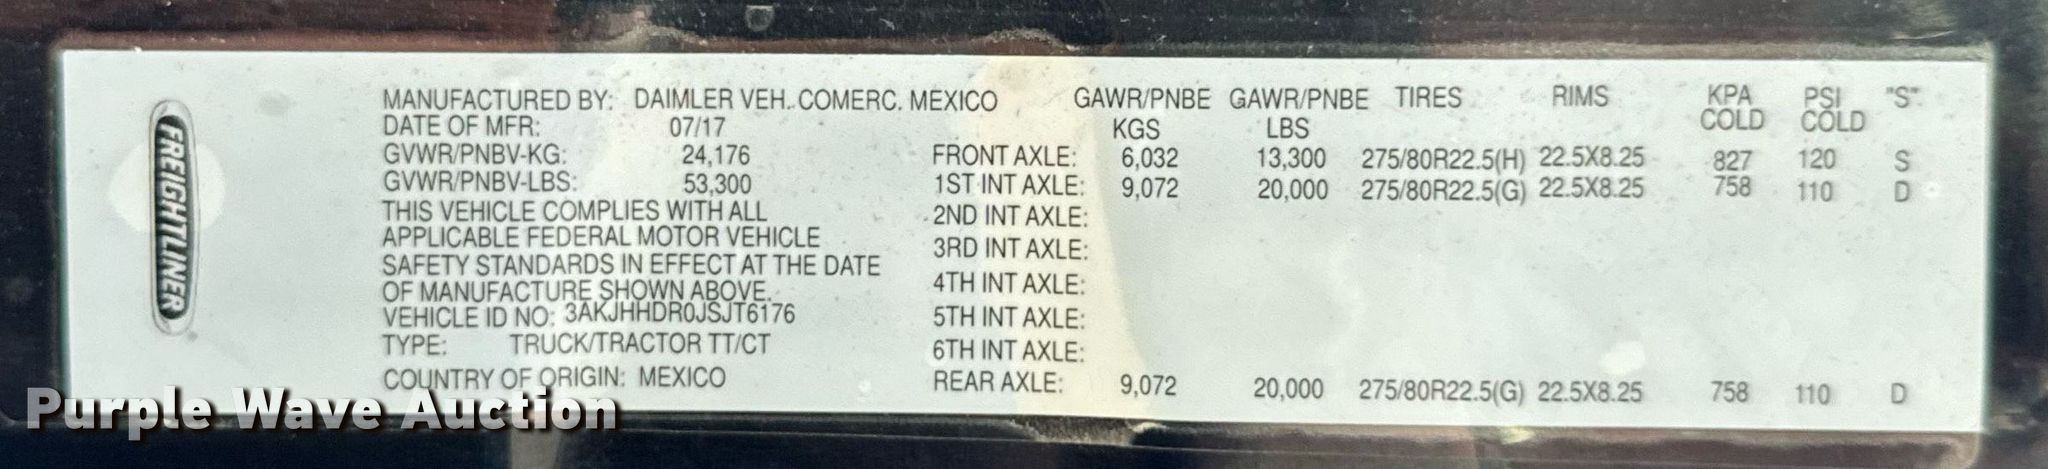 FREIGHTLINER
MANUFACTURED BY: DAIMLER VEH. COMERC. MEXICO
DATE OF MFR: 07/17
GVWR/PNBV-KG: 24,176
GVWR/PNBV-LBS: 53,300
THIS VEHICLE COMPLIES WITH ALL
APPLICABLE FEDERAL MOTOR VEHICLE
SAFETY STANDARDS IN EFFECT AT THE DATE
OF MANUFACTURE SHOWN ABOVE.
VEHICLE ID NO: 3AKJHHDR0JSJT6176
TYPE: TRUCK/TRACTOR TT/CT
COUNTRY OF ORIGIN: MEXICO
GAWR/PNBE GAWR/PNBE TIRES RIMS KPA PSI "S"
KGS LBS COLD COLD
FRONT AXLE: 6,032 13,300 275/80R22.5(H) 22.5X8.25 827 120 S
1ST INT AXLE: 9,072 20,000 275/80R22.5(G) 22.5X8.25 758 110 D
2ND INT AXLE:
3RD INT AXLE:
4TH INT AXLE:
5TH INT AXLE:
6TH INT AXLE:
REAR AXLE: 9,072 20,000 275/80R22.5(G) 22.5X8.25 758 110 D
Purple Wave Auction